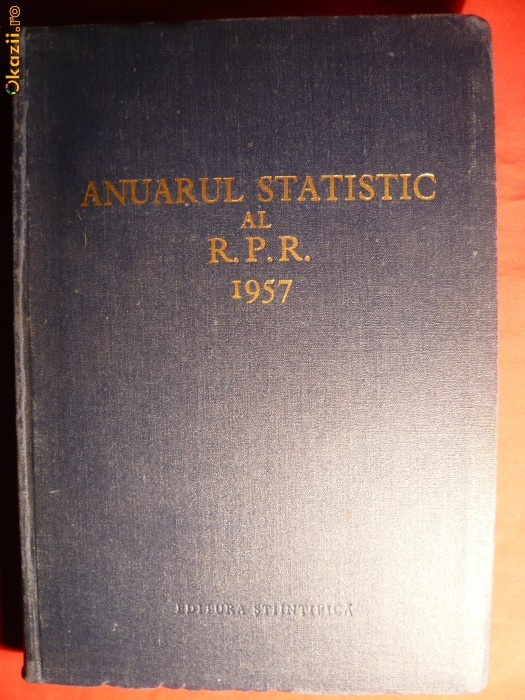 Okazii.ro
ANUARUL STATISTIC
AL
R.P.R.
1957
EDITURA ȘTIINȚIFICĂ